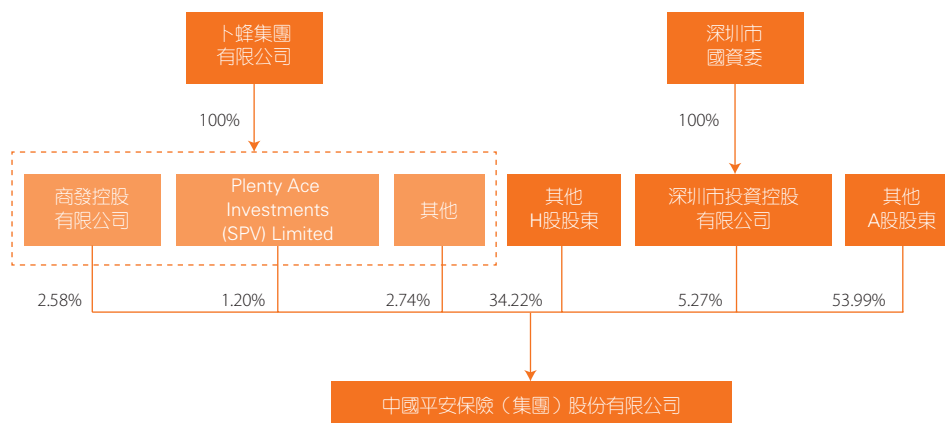 卜蜂集團
有限公司
深圳市
國資委
100%
100%
商發控股
有限公司
Plenty Ace
Investments
(SPV) Limited
其他
其他
H股股東
深圳市投資控股
有限公司
其他
A股股東
2.58%
1.20%
2.74%
34.22%
5.27%
53.99%
中國平安保險（集團）股份有限公司